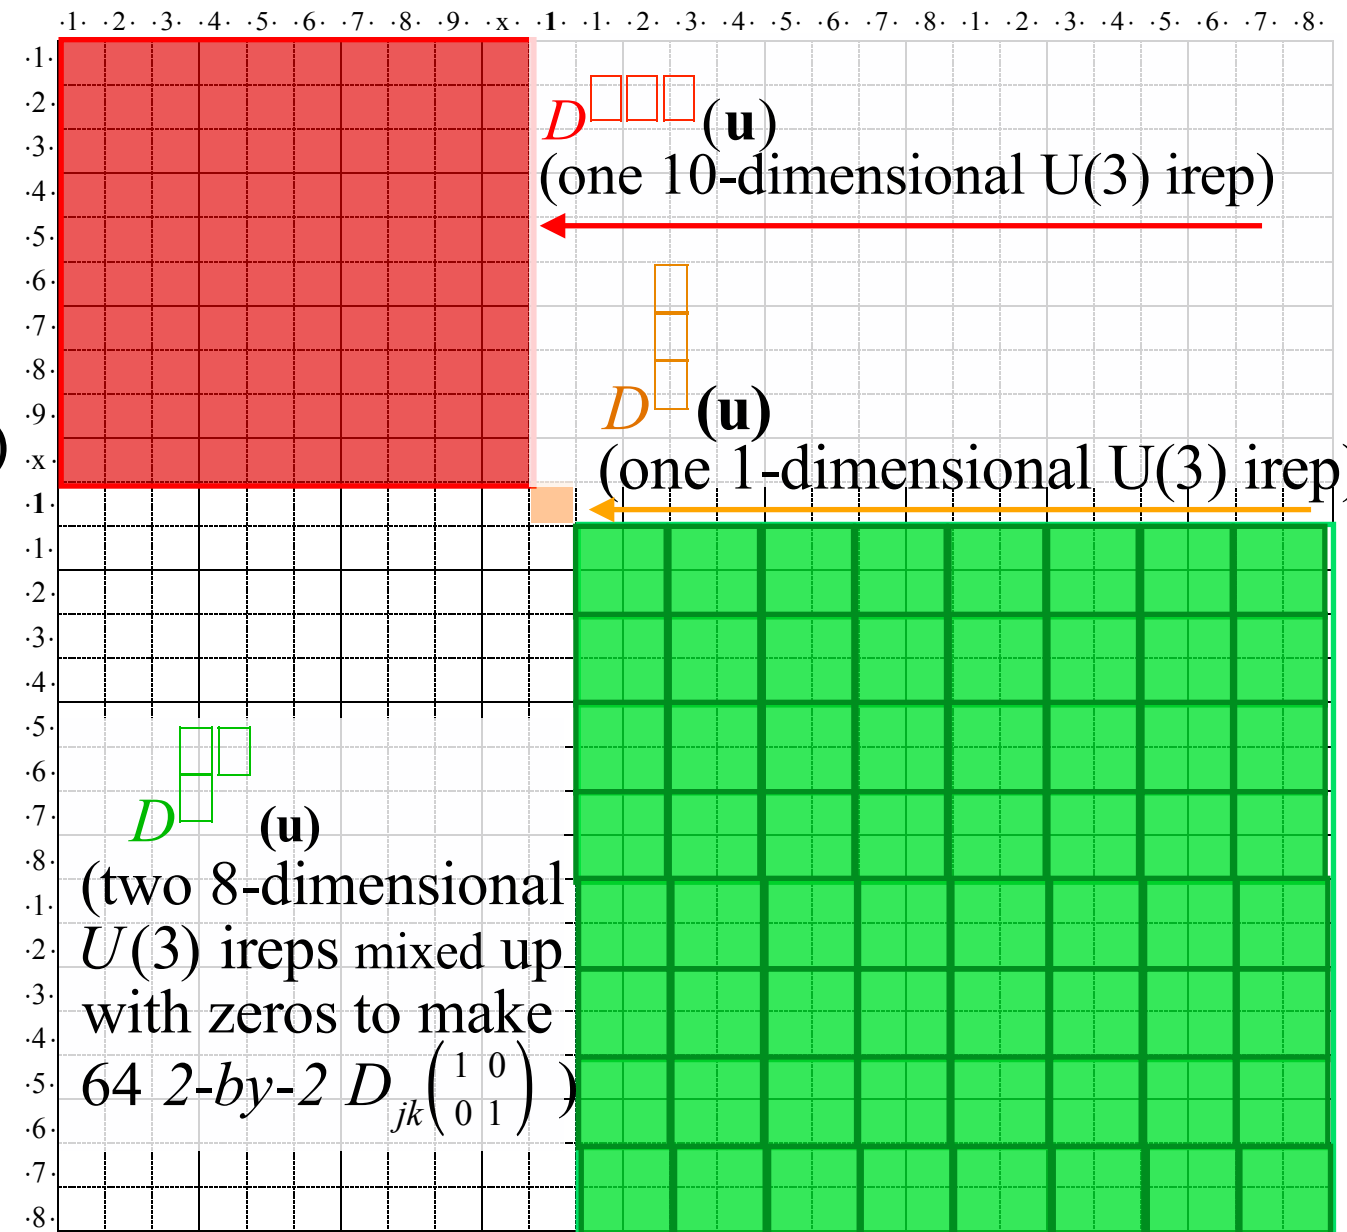 ·1· ·2· ·3· ·4· ·5· ·6· ·7· ·8· ·9· ·x· ·1· ·1· ·2· ·3· ·4· ·5· ·6· ·7· ·8· ·1· ·2· ·3· ·4· ·5· ·6· ·7· ·8·
·1·
·2·
·3·
·4·
·5·
·6·
·7·
·8·
·9·
·x·
·1·
·1·
·2·
·3·
·4·
·5·
·6·
·7·
·8·
·1·
·2·
·3·
·4·
·5·
·6·
·7·
·8·
D (u)
(one 10-dimensional U(3) irep)
D (u)
(one 1-dimensional U(3) irep)
)
D (u)
(two 8-dimensional
U(3) ireps mixed up
with zeros to make
64 2-by-2 D_jk(1 0
0 1) )